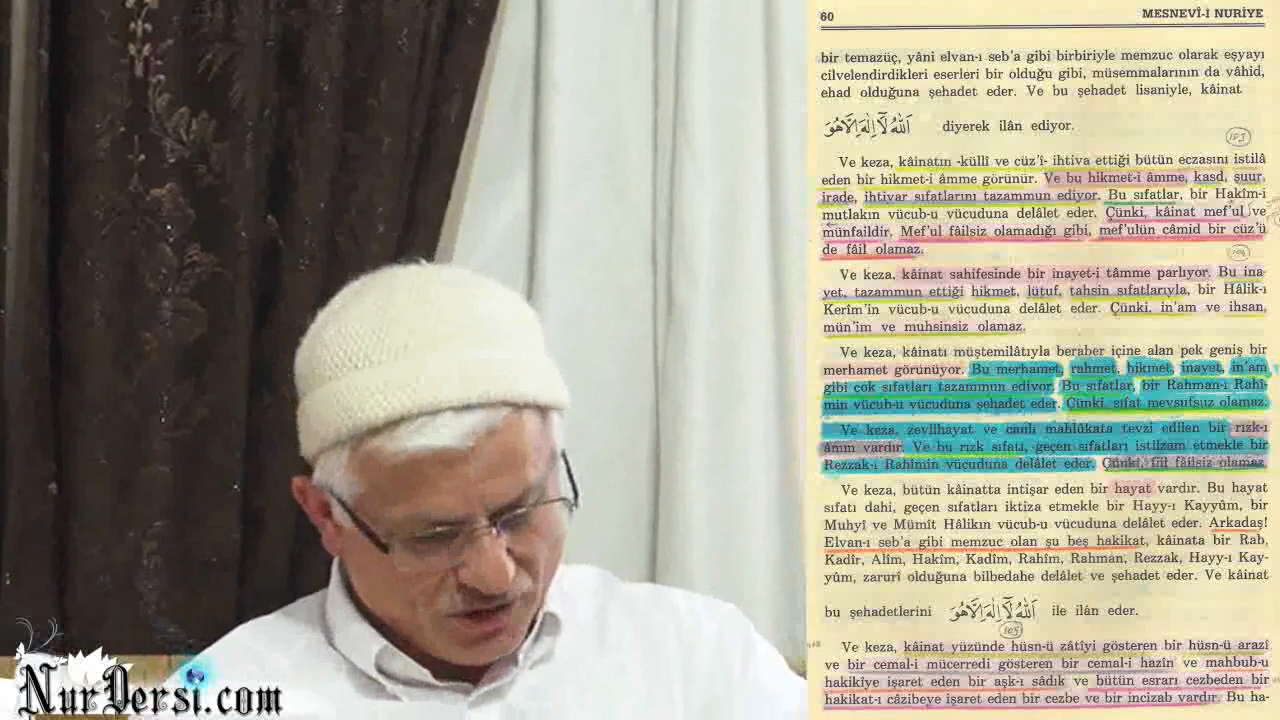 60 MESNEVÎ-İ NURİYE
bir temazüç, yâni elvan-ı seb'a gibi birbiriyle memzuc olarak eşyayı
cilvelendirdikleri eserleri bir olduğu gibi, müsemmalarının da vâhid,
ehad olduğuna şehadet eder. Ve bu şehadet lisaniyle, kâinat
اَللّٰهُ لَٓا اِلٰهَ اِلَّا هُوَ diyerek ilân ediyor.
Ve keza, kâinatın -küllî ve cüz'î- ihtiva ettiği bütün eczasını istilâ
eden bir hikmet-i âmme görünür. Ve bu hikmet-i âmme, kasd, şuur,
irade, ihtiyar sıfatlarını tazammun ediyor. Bu sıfatlar, bir Hakîm-i
mutlakın vücub-u vücuduna delâlet eder. Çünki, kâinat mef'ul ve
münfaildir. Mef'ul fâilsiz olamadığı gibi, mef'ulün câmid bir cüz'ü
de fâil olamaz.
104
Ve keza, kâinat sahifesinde bir inayet-i tâmme parlıyor. Bu ina-
yet, tazammun ettiği hikmet, lütuf, tahsin sıfatlarıyla, bir Hâlik-ı
Kerîm'in vücub-u vücuduna delâlet eder. Çünki, in'am ve ihsan,
mün'im ve muhsinsiz olamaz.
Ve keza, kâinatı müştemilâtıyla beraber içine alan pek geniş bir
merhamet görünüyor. Bu merhamet, rahmet, hikmet, inayet, in'am
gibi çok sıfatları tazammun ediyor. Bu sıfatlar, bir Rahman-ı Rahî-
min vücub-u vücuduna şehadet eder. Çünki, sıfat mevsufsuz olamaz.
Ve keza, zevilhayat ve canlı mahlûkata tevzi edilen bir rızk-ı
âmm vardır. Ve bu rızk sıfatı, geçen sıfatları istilzam etmekle bir
Rezzak-ı Rahîmin vücuduna delâlet eder. Çünki, fiil fâilsiz olamaz.
Ve keza, bütün kâinatta intişar eden bir hayat vardır. Bu hayat
sıfatı dahi, geçen sıfatları iktiza etmekle bir Hayy-ı Kayyûm, bir
Muhyî ve Mümît Hâlikın vücub-u vücuduna delâlet eder. Arkadaş!
Elvan-ı seb'a gibi memzuc olan şu beş hakikat, kâinata bir Rab,
Kadîr, Alîm, Hakîm, Kadîm, Rahîm, Rahman, Rezzak, Hayy-ı Kay-
yûm, zarurî olduğuna bilbedahe delâlet ve şehadet eder. Ve kâinat
bu şehadetlerini اَللّٰهُ لَٓا اِلٰهَ اِلَّا هُوَ ile ilân eder.
105
Ve keza, kâinat yüzünde hüsn-ü zâtîyi gösteren bir hüsn-ü arazî
ve bir cemal-i mücerredi gösteren bir cemal-i hazîn ve mahbub-u
hakikîye işaret eden bir aşk-ı sâdık ve bütün esrarı cezbeden bir
hakikat-ı câzibeye işaret eden bir cezbe ve bir incizab vardır. Bu ha-
NurDersi.com